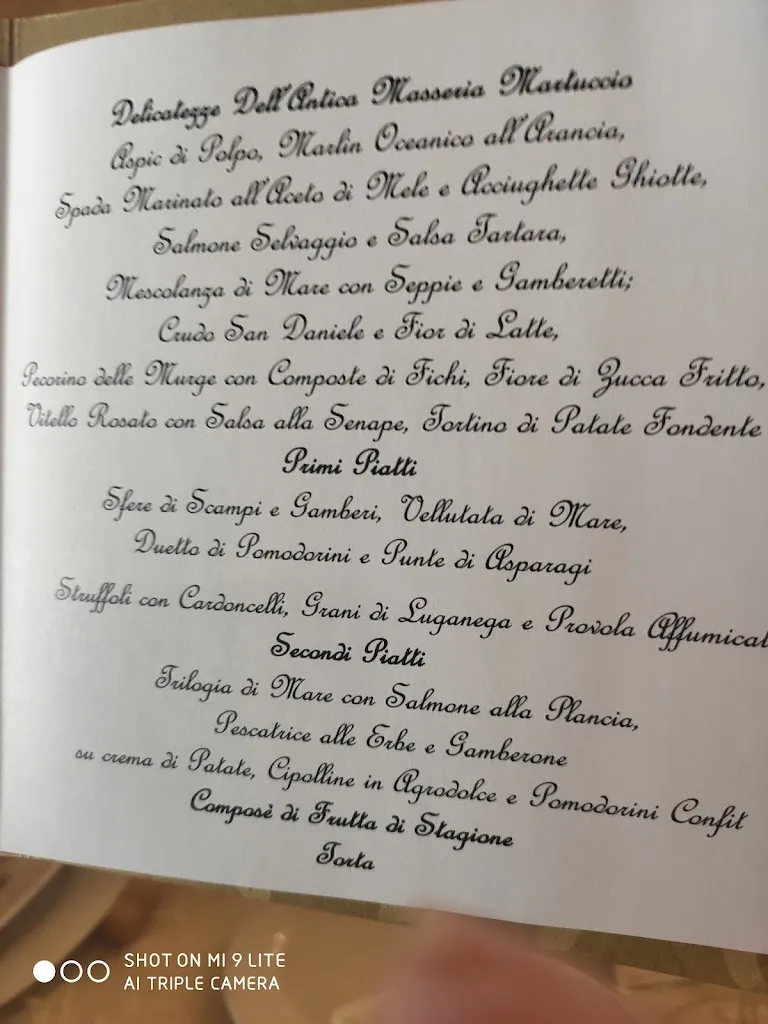 Delicatezze Dell'Antica Masseria Martuccio
Aspic di Polpo, Marlin Oceanico all'Arancia,
Spada Marinato all'Aceto di Mele e Acciughette Ghiotte,
Salmone Selvaggio e Salsa Tartara,
Mescolanza di Mare con Seppie e Gamberetti;
Crudo San Daniele e Fior di Latte,
Pecorino delle Murge con Composte di Fichi, Fiore di Zucca Fritto,
Vitello Rosato con Salsa alla Senape, Tortino di Patate Fondente
Primi Piatti
Sfere di Scampi e Gamberi, Vellutata di Mare,
Duetto di Pomodorini e Punte di Asparagi
Struffoli con Cardoncelli, Grani di Luganega e Provola Affumicat
Secondi Piatti
Trilogia di Mare con Salmone alla Plancia,
Pescatrice alle Erbe e Gamberone
su crema di Patate, Cipolline in Agrodolce e Pomodorini Confit
Composè di Frutta di Stagione
Torta
SHOT ON MI 9 LITE
AI TRIPLE CAMERA